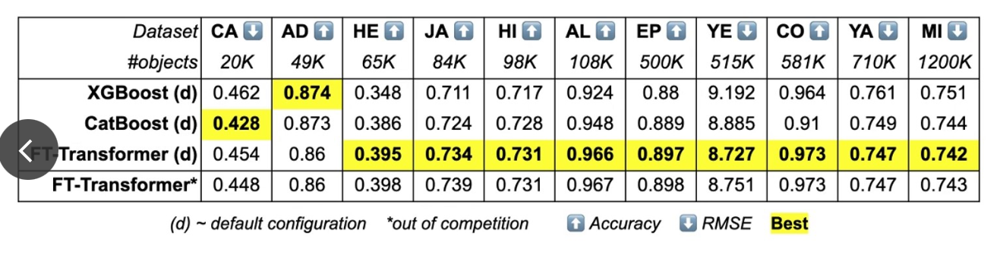 Dataset CA ⬇ AD ⬆ HE ⬆ JA ⬆ HI ⬆ AL ⬆ EP ⬆ YE ⬇ CO ⬆ YA ⬇ MI ⬇
#objects 20K 49K 65K 84K 98K 108K 500K 515K 581K 710K 1200K
XGBoost (d) 0.462 0.874 0.348 0.711 0.717 0.924 0.88 9.192 0.964 0.761 0.751
CatBoost (d) 0.428 0.873 0.386 0.724 0.728 0.948 0.889 8.885 0.91 0.749 0.744
FT-Transformer (d) 0.454 0.86 0.395 0.734 0.731 0.966 0.897 8.727 0.973 0.747 0.742
FT-Transformer* 0.448 0.86 0.398 0.739 0.731 0.967 0.898 8.751 0.973 0.747 0.743
(d) ~ default configuration *out of competition ⬆ Accuracy ⬇ RMSE Best